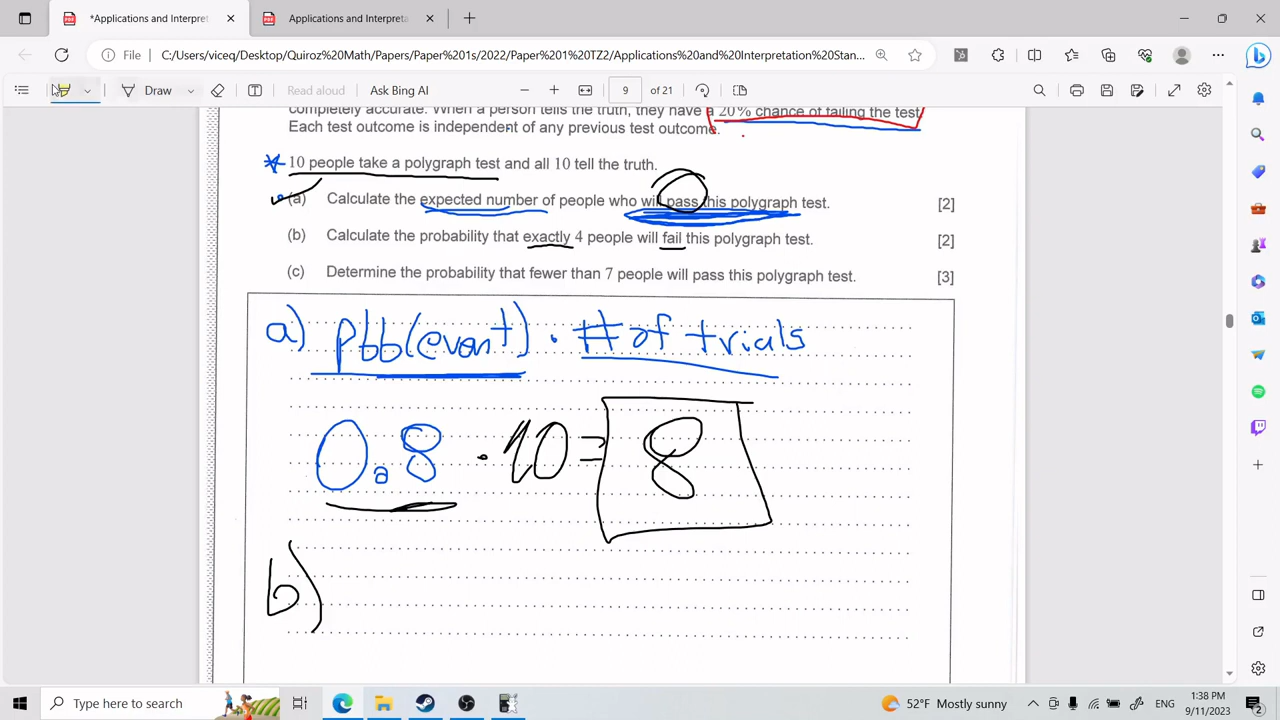 *Applications and Interpret
Applications and Interpreta
File
C:/Users/viceq/Desktop/Quiroz%20Math/Papers/Paper%201s/2022/Paper%201%20TZ2/Applications%20and%20Interpretation%20Stan...
Draw
Read aloud
Ask Bing AI
9
of 21
completely accurate. When a person tells the truth, they have a 20% chance of failing the test.
Each test outcome is independent of any previous test outcome.
10 people take a polygraph test and all 10 tell the truth.
(a) Calculate the expected number of people who will pass this polygraph test. [2]
(b) Calculate the probability that exactly 4 people will fail this polygraph test. [2]
(c) Determine the probability that fewer than 7 people will pass this polygraph test. [3]
a) Pbb(event) · # of trials
0.8 · 10 = 8
b)
Type here to search
52°F Mostly sunny
ENG
1:38 PM
9/11/2023
2